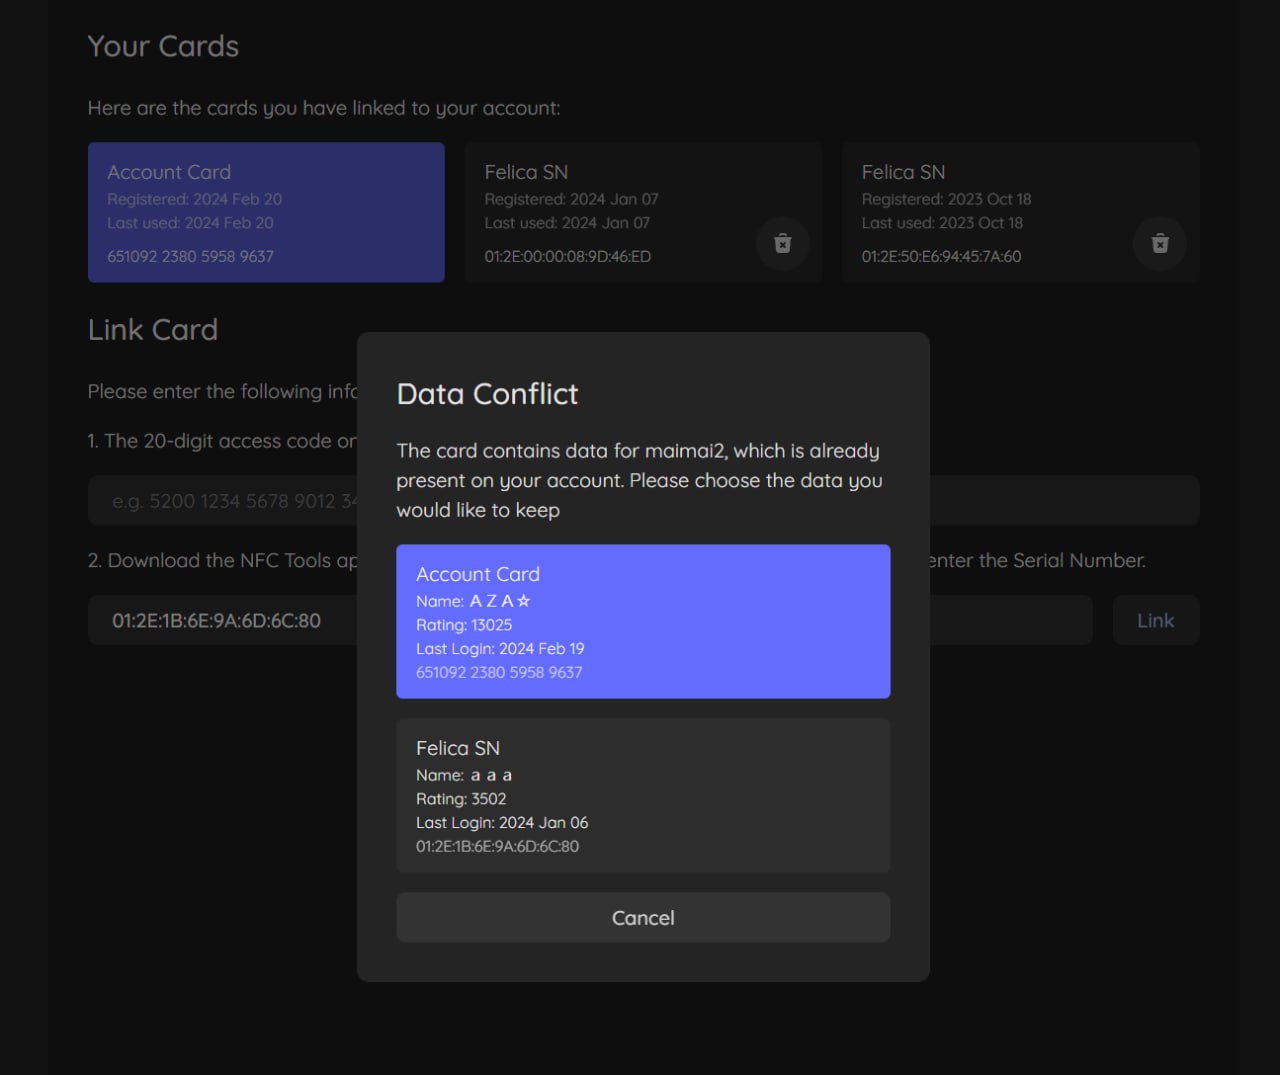 Your Cards
Here are the cards you have linked to your account:
Account Card
Registered: 2024 Feb 20
Last used: 2024 Feb 20
651092 2380 5958 9637
Felica SN
Registered: 2024 Jan 07
Last used: 2024 Jan 07
01:2E:00:00:08:9D:46:ED
Felica SN
Registered: 2023 Oct 18
Last used: 2023 Oct 18
01:2E:50:E6:94:45:7A:60
Link Card
Please enter the following info
1. The 20-digit access code on
e.g. 5200 1234 5678 9012 34
2. Download the NFC Tools ap enter the Serial Number.
01:2E:1B:6E:9A:6D:6C:80
Link
Data Conflict
The card contains data for maimai2, which is already
present on your account. Please choose the data you
would like to keep
Account Card
Name: ＡＺＡ☆
Rating: 13025
Last Login: 2024 Feb 19
651092 2380 5958 9637
Felica SN
Name: ａａａ
Rating: 3502
Last Login: 2024 Jan 06
01:2E:1B:6E:9A:6D:6C:80
Cancel